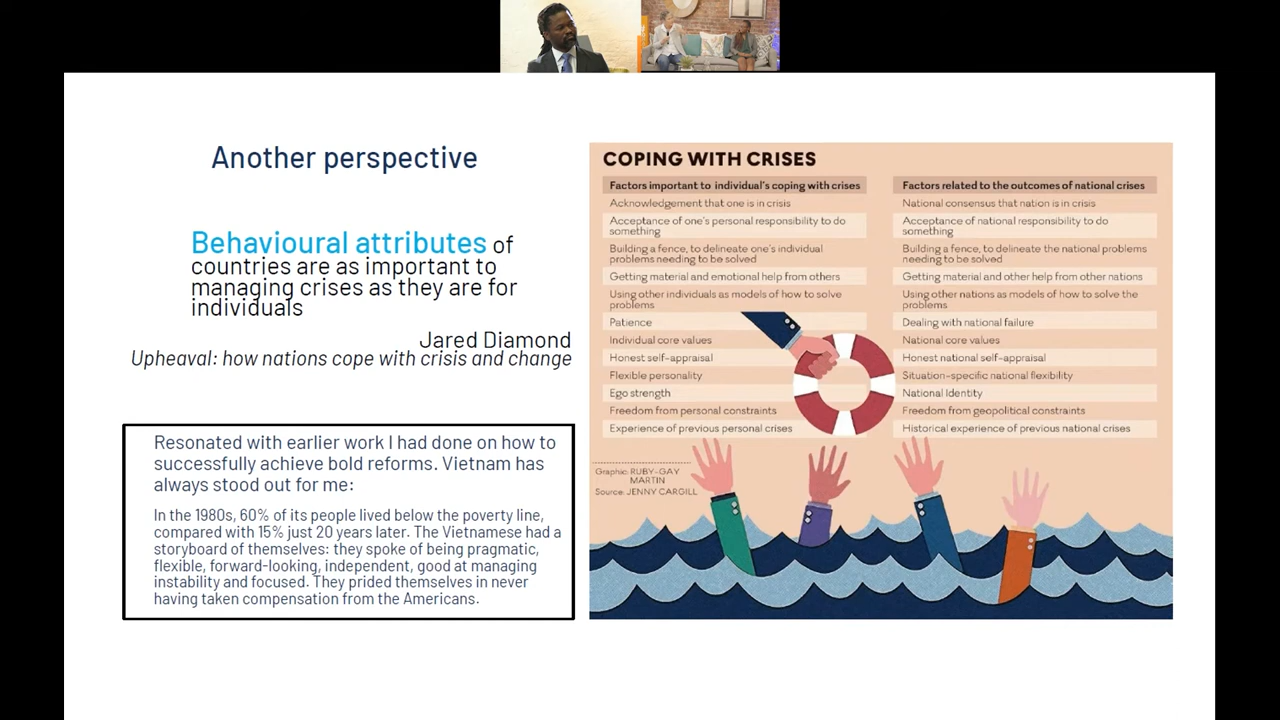 Another perspective
Behavioural attributes of
countries are as important to
managing crises as they are for
individuals
Jared Diamond
Upheaval: how nations cope with crisis and change
Resonated with earlier work I had done on how to
successfully achieve bold reforms. Vietnam has
always stood out for me:
In the 1980s, 60% of its people lived below the poverty line,
compared with 15% just 20 years later. The Vietnamese had a
storyboard of themselves: they spoke of being pragmatic,
flexible, forward-looking, independent, good at managing
instability and focused. They prided themselves in never
having taken compensation from the Americans.
COPING WITH CRISES
Factors important to individual's coping with crises
Acknowledgement that one is in crisis
Acceptance of one's personal responsibility to do
something
Building a fence, to delineate one's individual
problems needing to be solved
Getting material and emotional help from others
Using other individuals as models of how to solve
problems
Patience
Individual core values
Honest self-appraisal
Flexible personality
Ego strength
Freedom from personal constraints
Experience of previous personal crises
Factors related to the outcomes of national crises
National consensus that nation is in crisis
Acceptance of national responsibility to do
something
Building a fence, to delineate the national problems
needing to be solved
Getting material and other help from other nations
Using other nations as models of how to solve the
problems
Dealing with national failure
National core values
Honest national self-appraisal
Situation-specific national flexibility
National Identity
Freedom from geopolitical constraints
Historical experience of previous national crises
Graphic: RUBY-GAY
MARTIN
Source: JENNY CARGILL